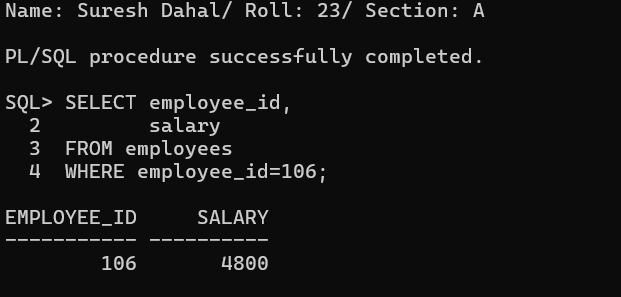 Name: Suresh Dahal/ Roll: 23/ Section: A
PL/SQL procedure successfully completed.
SQL> SELECT employee_id,
  2         salary
  3  FROM employees
  4  WHERE employee_id=106;
EMPLOYEE_ID     SALARY
----------- ----------
        106       4800